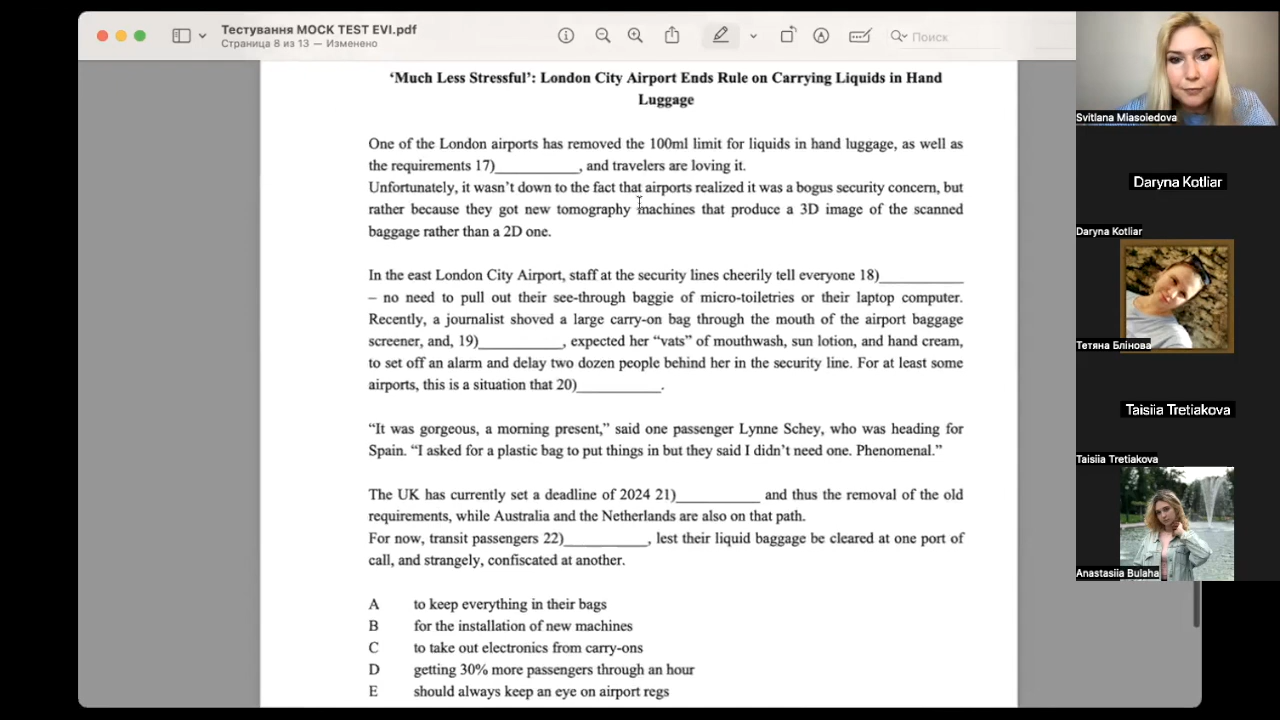 Тестування MOCK TEST EVI.pdf
Страница 8 из 13 — Изменено
Поиск
‘Much Less Stressful’: London City Airport Ends Rule on Carrying Liquids in Hand
Luggage
One of the London airports has removed the 100ml limit for liquids in hand luggage, as well as
the requirements 17)____________, and travelers are loving it.
Unfortunately, it wasn’t down to the fact that airports realized it was a bogus security concern, but
rather because they got new tomography machines that produce a 3D image of the scanned
baggage rather than a 2D one.
In the east London City Airport, staff at the security lines cheerily tell everyone 18)____________
– no need to pull out their see-through baggie of micro-toiletries or their laptop computer.
Recently, a journalist shoved a large carry-on bag through the mouth of the airport baggage
screener, and, 19)____________, expected her “vats” of mouthwash, sun lotion, and hand cream,
to set off an alarm and delay two dozen people behind her in the security line. For at least some
airports, this is a situation that 20)____________.
“It was gorgeous, a morning present,” said one passenger Lynne Schey, who was heading for
Spain. “I asked for a plastic bag to put things in but they said I didn’t need one. Phenomenal.”
The UK has currently set a deadline of 2024 21)____________ and thus the removal of the old
requirements, while Australia and the Netherlands are also on that path.
For now, transit passengers 22)____________, lest their liquid baggage be cleared at one port of
call, and strangely, confiscated at another.
A to keep everything in their bags
B for the installation of new machines
C to take out electronics from carry-ons
D getting 30% more passengers through an hour
E should always keep an eye on airport regs
Svitlana Miasoiedova
Daryna Kotliar
Daryna Kotliar
Тетяна Блінова
Taisiia Tretiakova
Taisiia Tretiakova
Anastasiia Bulaha